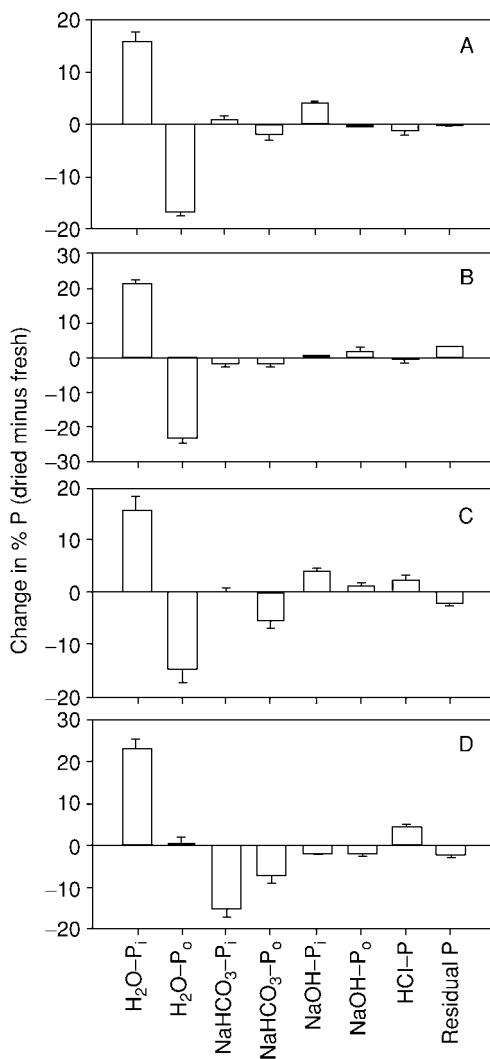 Change in % P (dried minus fresh)
20
10
0
−10
−20
A
30
20
10
0
−10
−20
−30
B
20
10
0
−10
−20
C
30
20
10
0
−10
−20
D
H₂O−Pᵢ
H₂O−Pₒ
NaHCO₃−Pᵢ
NaHCO₃−Pₒ
NaOH−Pᵢ
NaOH−Pₒ
HCl−P
Residual P